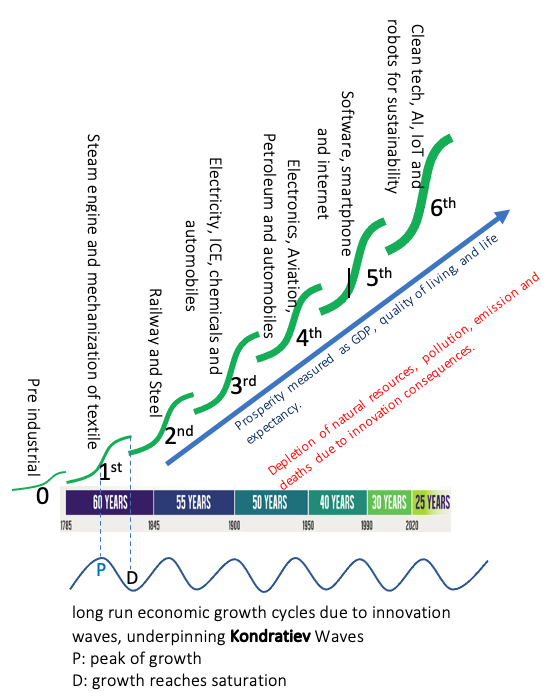 Pre industrial
Steam engine and mechanization of textile
Railway and Steel
Electricity, ICE, chemicals and
automobiles
Petroleum and automobiles
Electronics, Aviation,
Software, smartphone
and internet
Clean tech, AI, IoT and
robots for sustainability
0
1st
2nd
3rd
4th
5th
6th
Prosperity measured as GDP, quality of living, and life
expectancy.
Depletion of natural resources, pollution, emission and
deaths due to innovation consequences.
60 YEARS 55 YEARS 50 YEARS 40 YEARS 30 YEARS 25 YEARS
1785 1845 1900 1950 1990 2020
P
D
long run economic growth cycles due to innovation
waves, underpinning Kondratiev Waves
P: peak of growth
D: growth reaches saturation